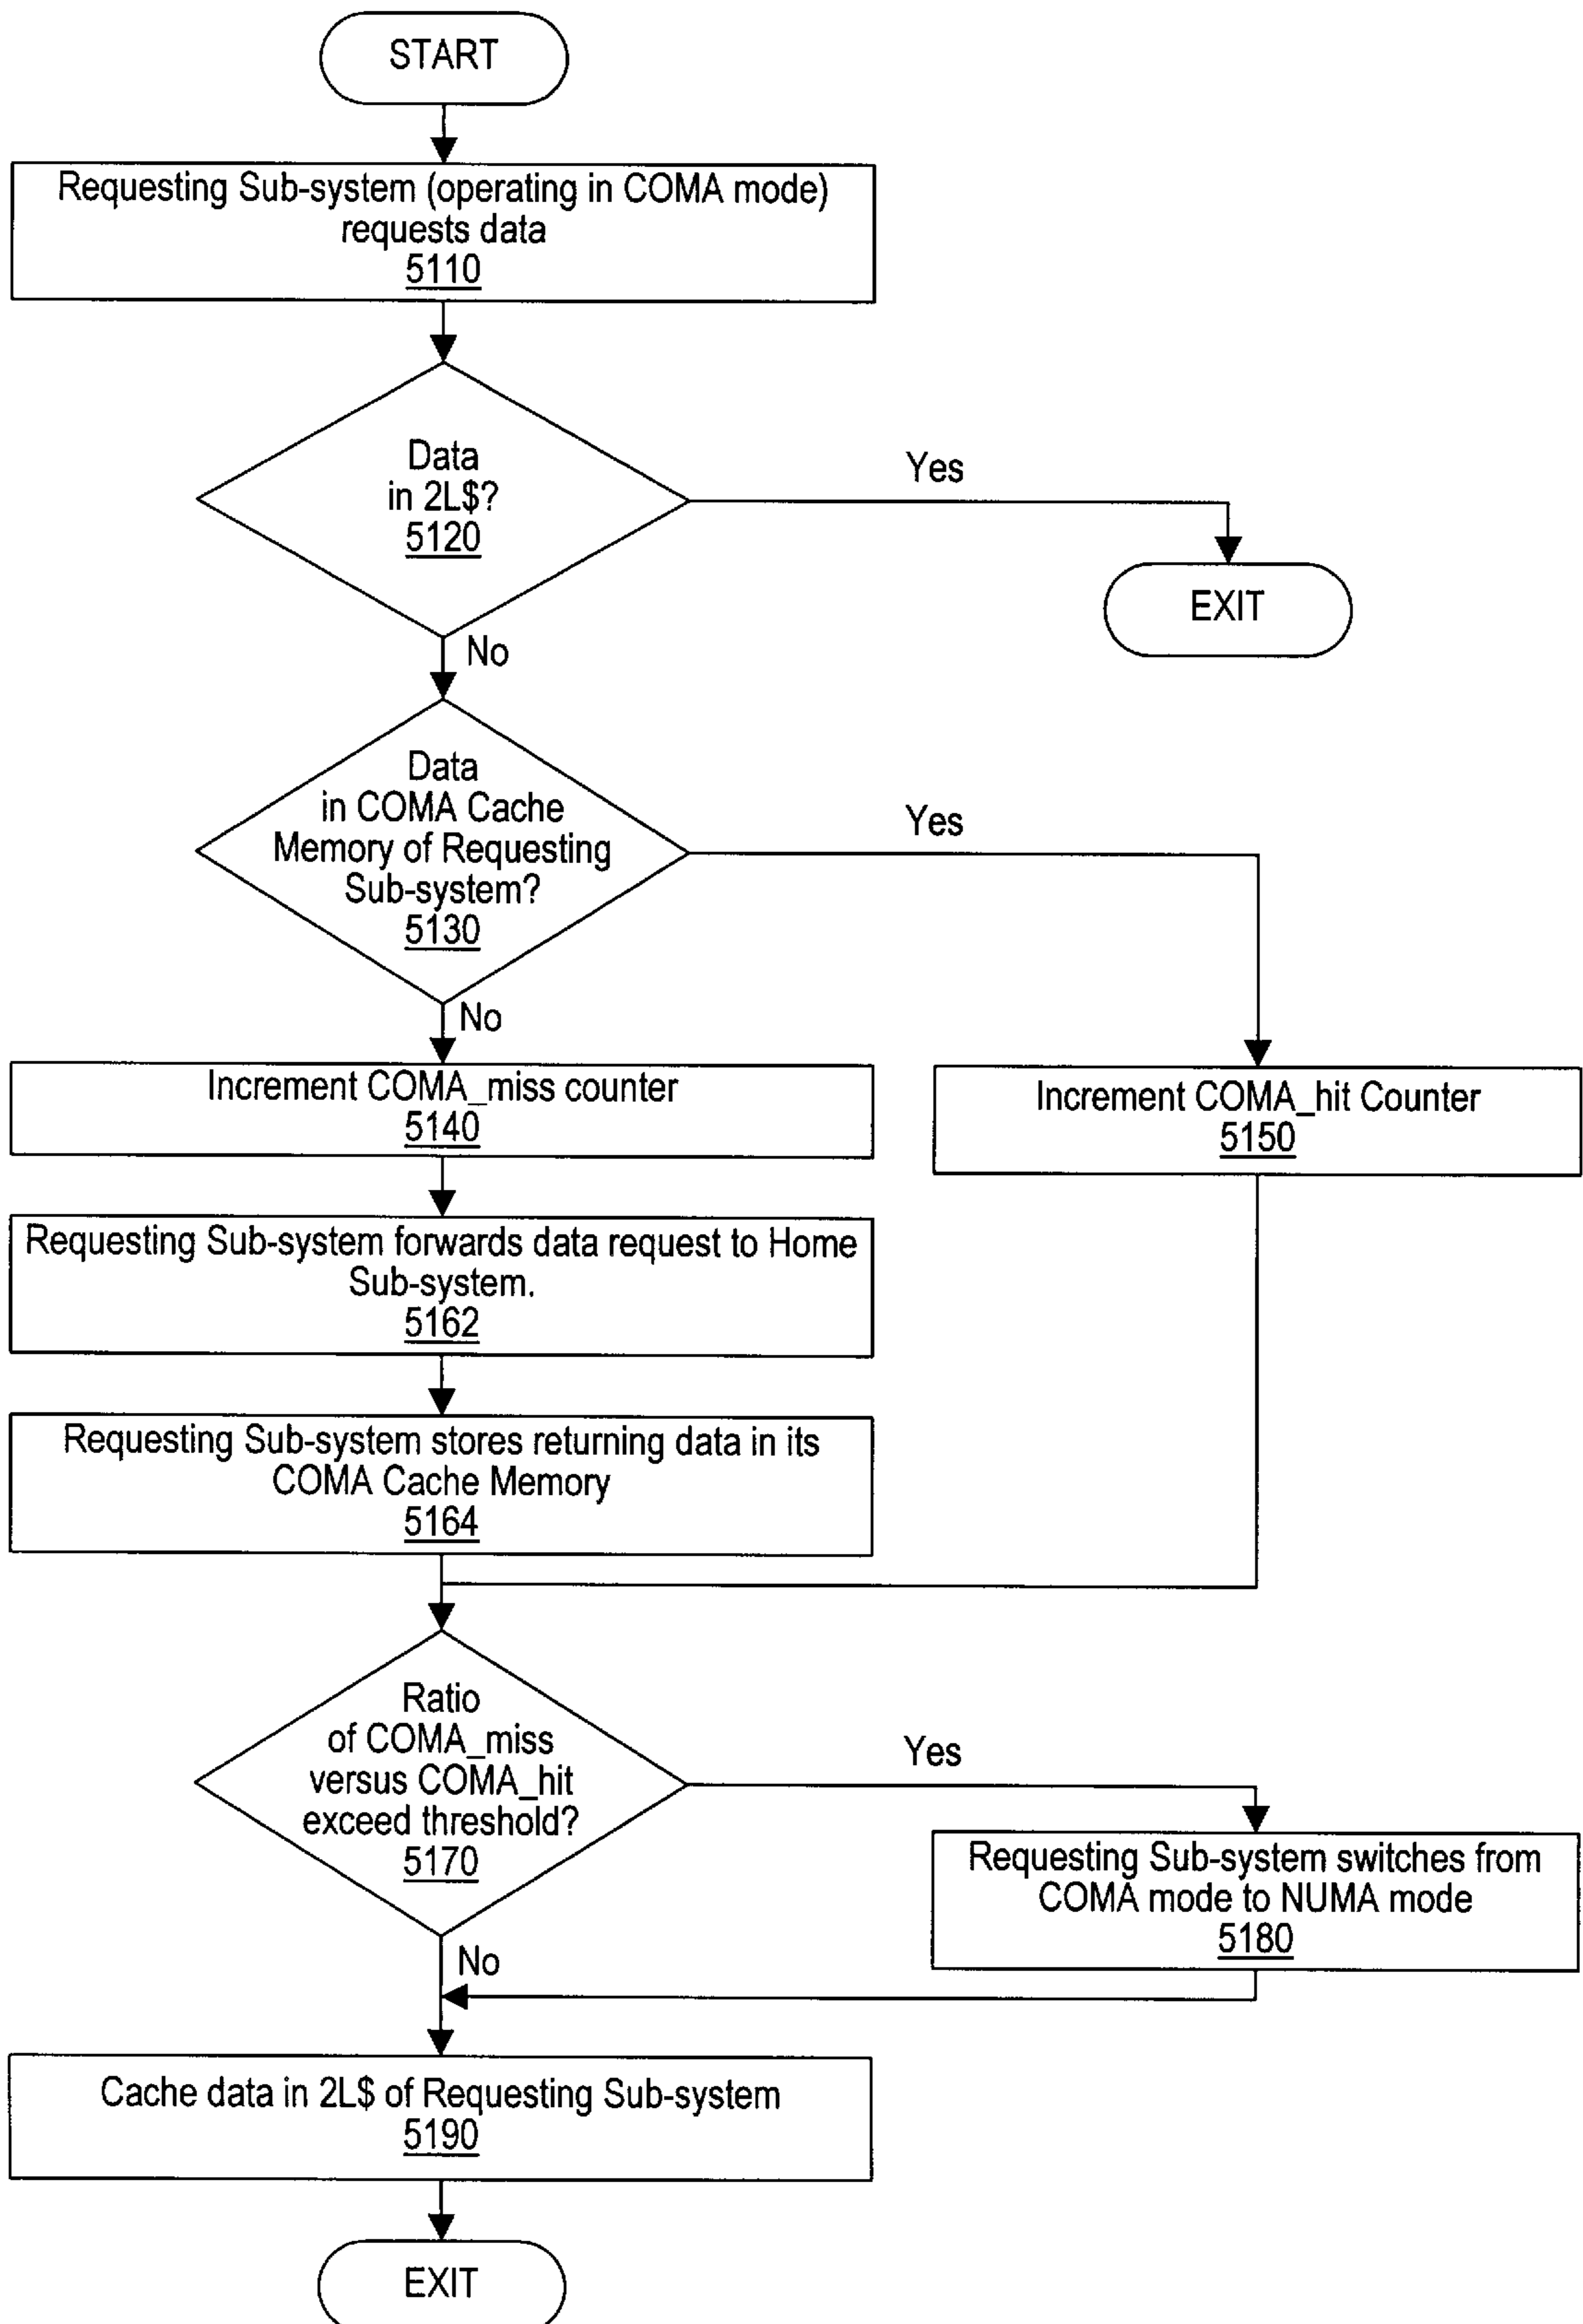 START
Requesting Sub-system (operating in COMA mode)
requests data
5110
Data
in 2L$?
5120
Yes
EXIT
No
Data
in COMA Cache
Memory of Requesting
Sub-system?
5130
Yes
No
Increment COMA_miss counter
5140
Increment COMA_hit Counter
5150
Requesting Sub-system forwards data request to Home
Sub-system.
5162
Requesting Sub-system stores returning data in its
COMA Cache Memory
5164
Ratio
of COMA_miss
versus COMA_hit
exceed threshold?
5170
Yes
Requesting Sub-system switches from
COMA mode to NUMA mode
5180
No
Cache data in 2L$ of Requesting Sub-system
5190
EXIT